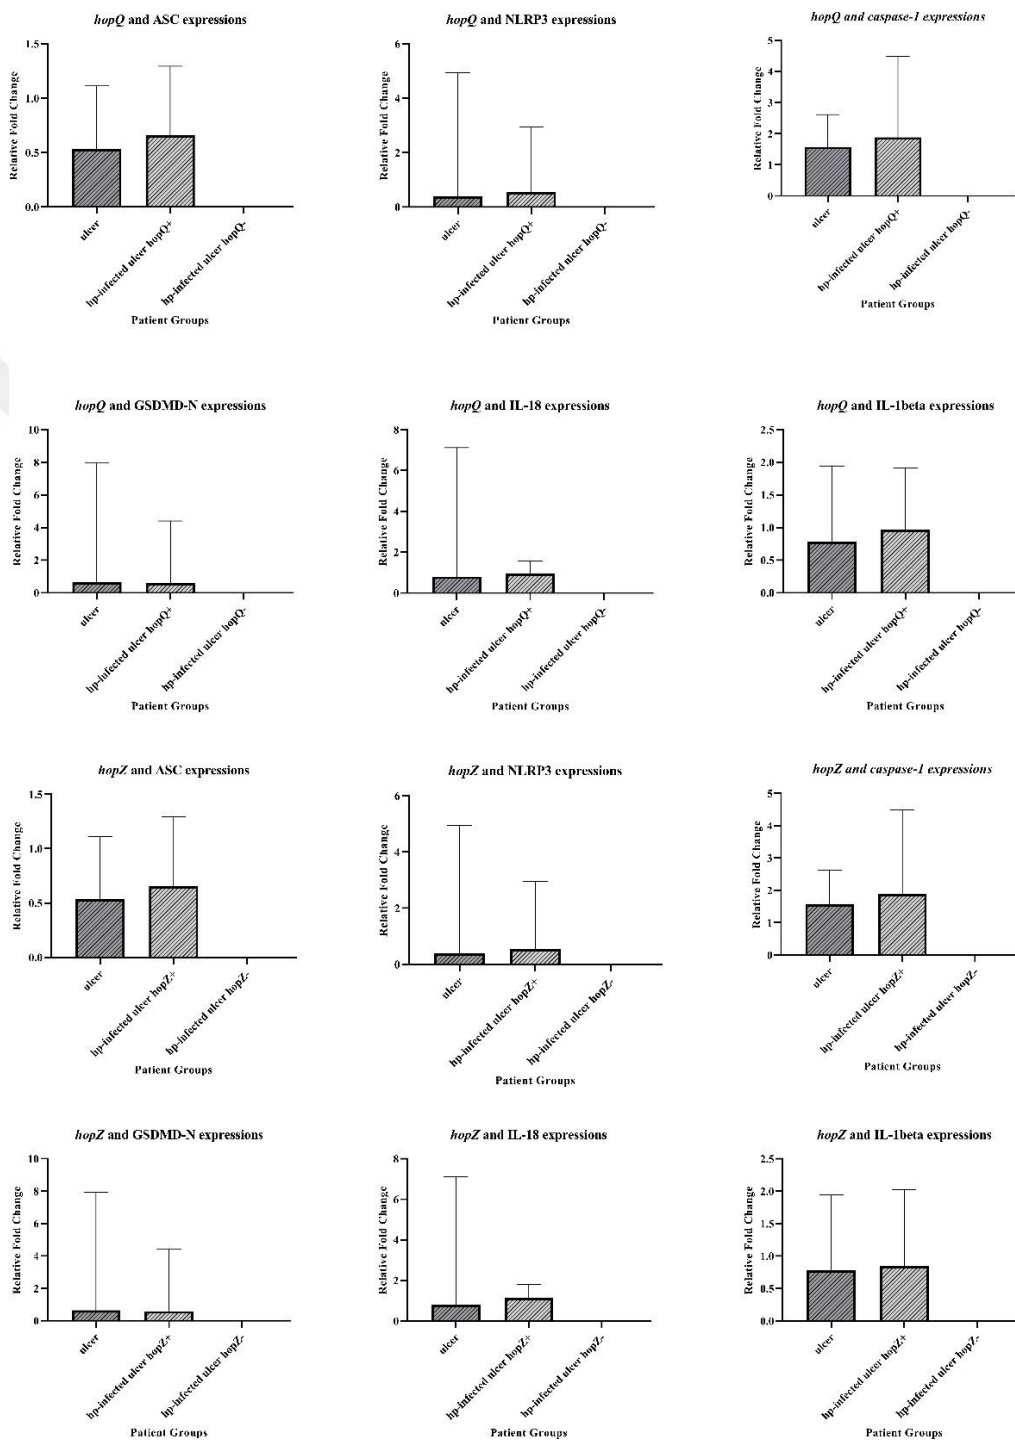 hopQ and ASC expressions
Relative Fold Change
1.5
1.0
0.5
0.0
ulcer
hp-infected ulcer hopQ+
hp-infected ulcer hopQ-
Patient Groups
hopQ and NLRP3 expressions
Relative Fold Change
6
4
2
0
ulcer
hp-infected ulcer hopQ+
hp-infected ulcer hopQ-
Patient Groups
hopQ and caspase-1 expressions
Relative Fold Change
5
4
3
2
1
0
ulcer
hp-infected ulcer hopQ+
hp-infected ulcer hopQ-
Patient Groups
hopQ and GSDMD-N expressions
Relative Fold Change
10
8
6
4
2
0
ulcer
hp-infected ulcer hopQ+
hp-infected ulcer hopQ-
Patient Groups
hopQ and IL-18 expressions
Relative Fold Change
8
6
4
2
0
ulcer
hp-infected ulcer hopQ+
hp-infected ulcer hopQ-
Patient Groups
hopQ and IL-1beta expressions
Relative Fold Change
2.5
2.0
1.5
1.0
0.5
0.0
ulcer
hp-infected ulcer hopQ+
hp-infected ulcer hopQ-
Patient Groups
hopZ and ASC expressions
Relative Fold Change
1.5
1.0
0.5
0.0
ulcer
hp-infected ulcer hopZ+
hp-infected ulcer hopZ-
Patient Groups
hopZ and NLRP3 expressions
Relative Fold Change
6
4
2
0
ulcer
hp-infected ulcer hopZ+
hp-infected ulcer hopZ-
Patient Groups
hopZ and caspase-1 expressions
Relative Fold Change
5
4
3
2
1
0
ulcer
hp-infected ulcer hopZ+
hp-infected ulcer hopZ-
Patient Groups
hopZ and GSDMD-N expressions
Relative Fold Change
10
8
6
4
2
0
ulcer
hp-infected ulcer hopZ+
hp-infected ulcer hopZ-
Patient Groups
hopZ and IL-18 expressions
Relative Fold Change
8
6
4
2
0
ulcer
hp-infected ulcer hopZ+
hp-infected ulcer hopZ-
Patient Groups
hopZ and IL-1beta expressions
Relative Fold Change
2.5
2.0
1.5
1.0
0.5
0.0
ulcer
hp-infected ulcer hopZ+
hp-infected ulcer hopZ-
Patient Groups